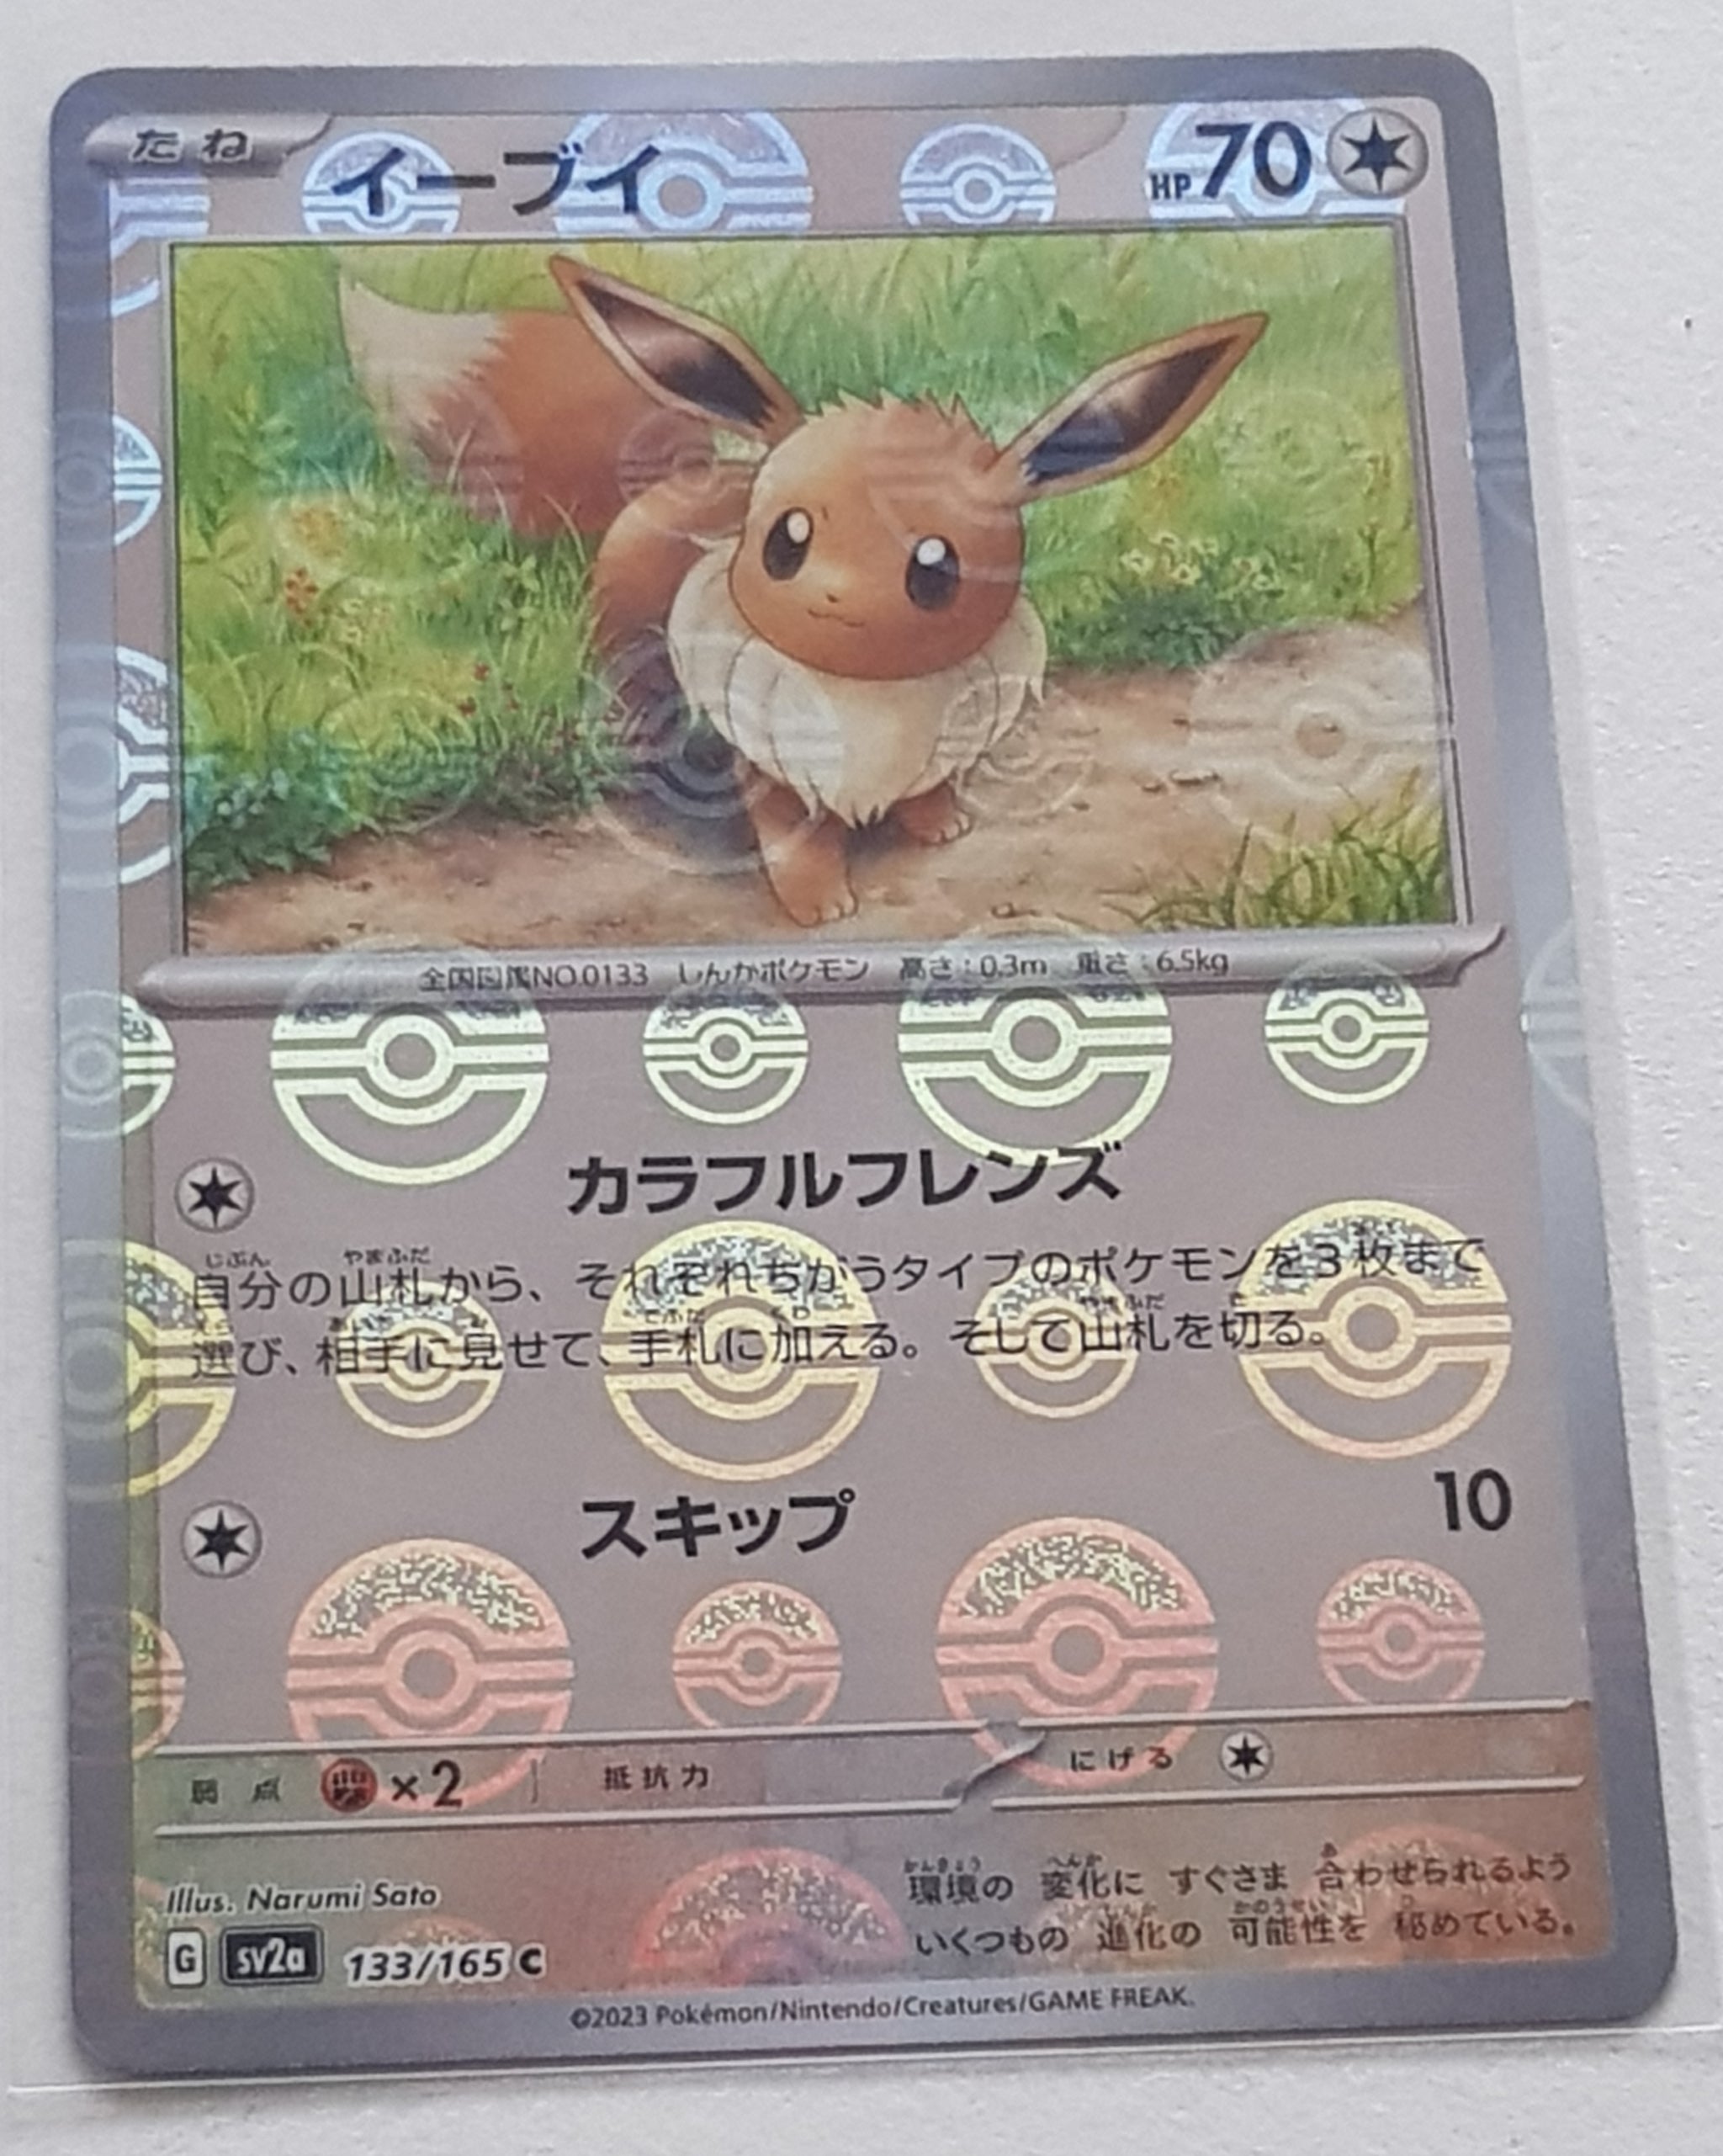 たね
イーブイ
HP70
全国図鑑NO.0133 しんかポケモン 高さ:0.3m 重さ:6.5kg
カラフルフレンズ
自分の山札から、それぞれちがうタイプのポケモンを3枚まで
選び、相手に見せて、手札に加える。そして山札を切る。
スキップ 10
弱点 ×2 抵抗力 にげる
Illus. Narumi Sato
環境の 変化に すぐさま 合わせられるよう
いくつもの 進化の 可能性を 秘めている。
G sv2a 133/165 C
©2023 Pokémon/Nintendo/Creatures/GAME FREAK.